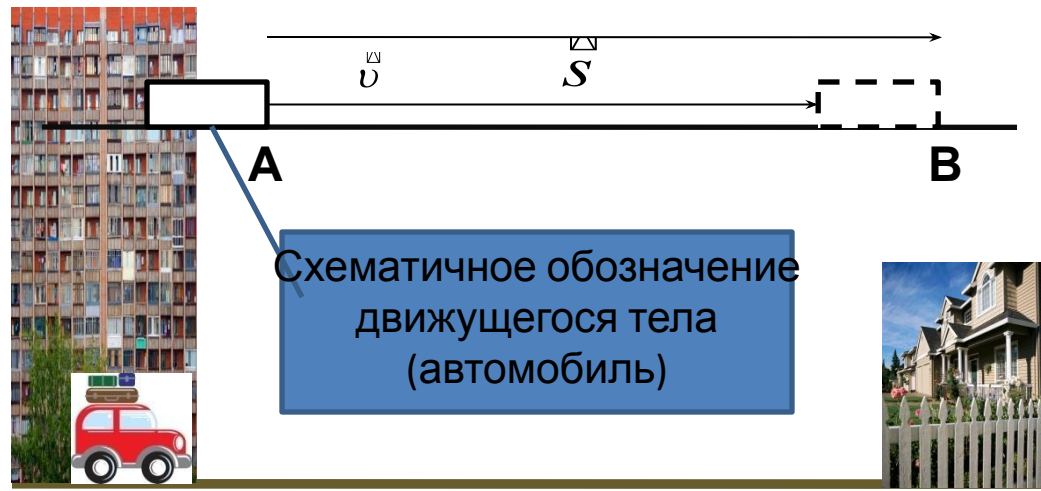 υ S
A B
Схематичное обозначение
движущегося тела
(автомобиль)